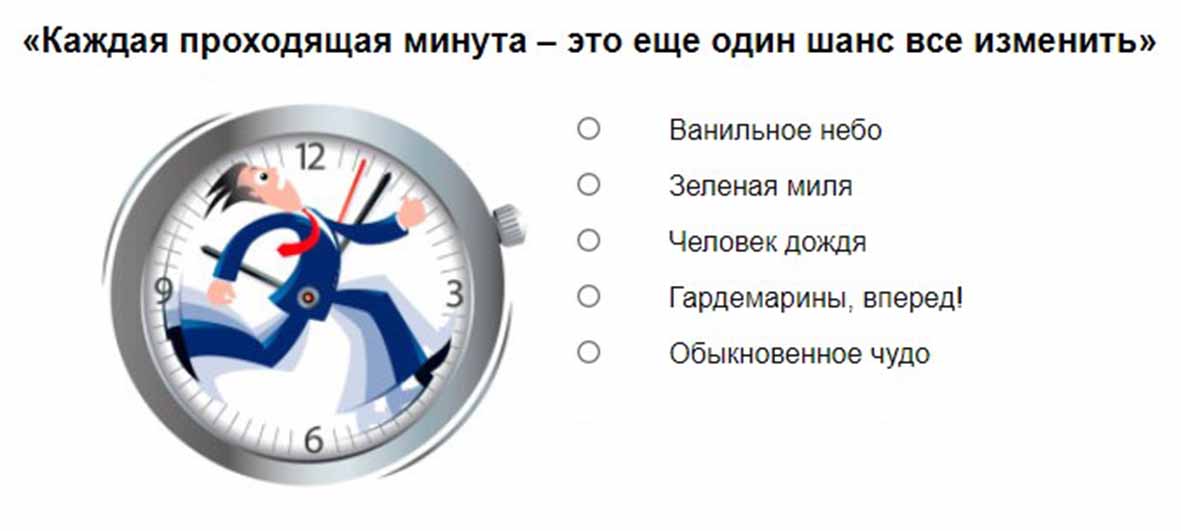 «Каждая проходящая минута – это еще один шанс все изменить»
12
9
3
6
Ванильное небо
Зеленая миля
Человек дождя
Гардемарины, вперед!
Обыкновенное чудо